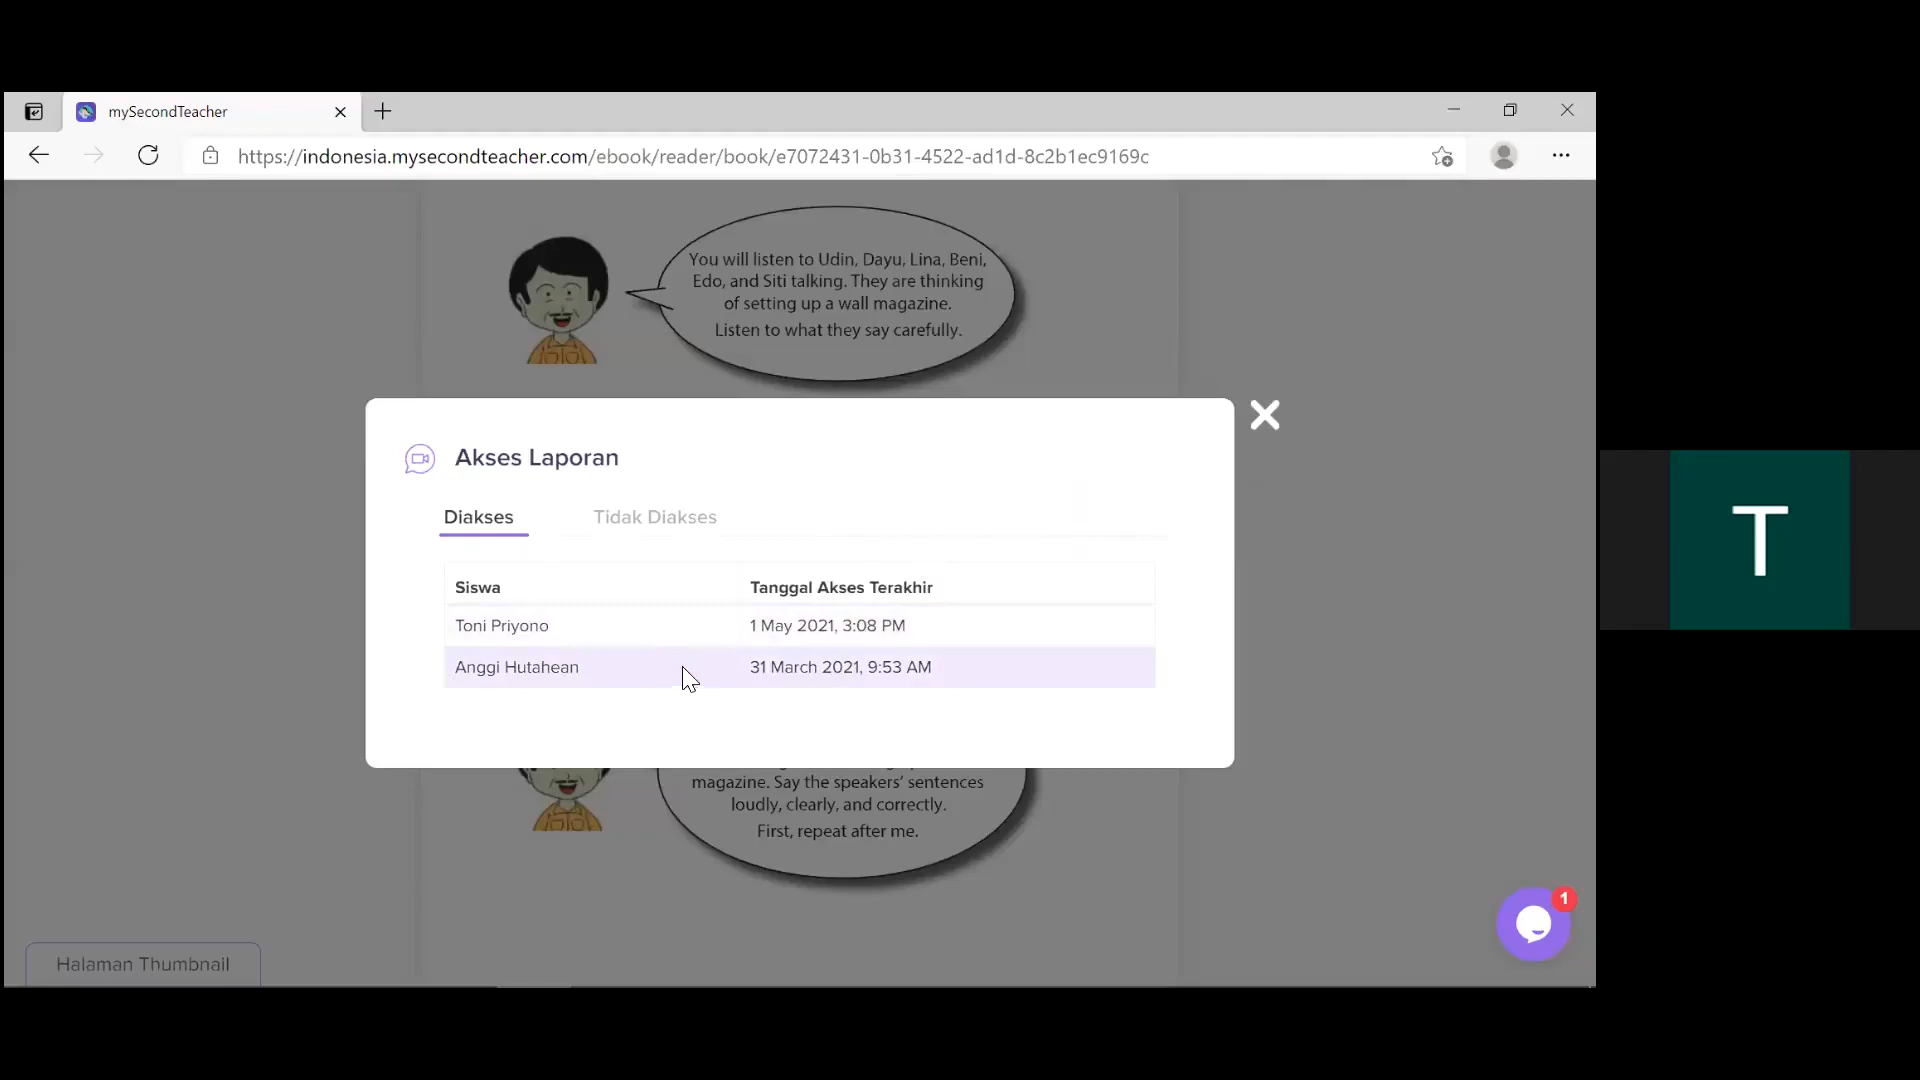 mySecondTeacher
https://indonesia.mysecondteacher.com/ebook/reader/book/e7072431-0b31-4522-ad1d-8c2b1ec9169c
You will listen to Udin, Dayu, Lina, Beni,
Edo, and Siti talking. They are thinking
of setting up a wall magazine.
Listen to what they say carefully.
Akses Laporan
Diakses
Tidak Diakses
Siswa
Tanggal Akses Terakhir
Toni Priyono
1 May 2021, 3:08 PM
Anggi Hutahean
31 March 2021, 9:53 AM
T
magazine. Say the speakers’ sentences
loudly, clearly, and correctly.
First, repeat after me.
1
Halaman Thumbnail